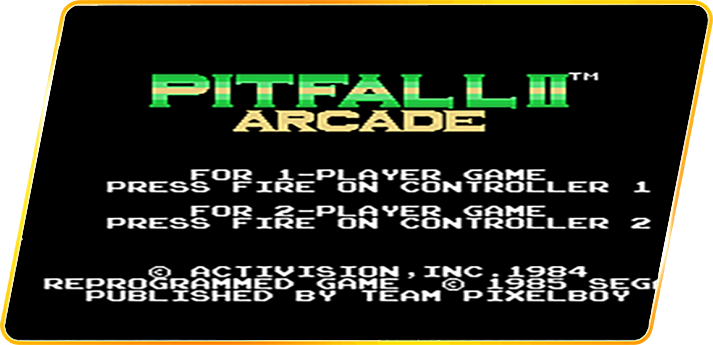 PITFALL II™
ARCADE
FOR 1-PLAYER GAME
PRESS FIRE ON CONTROLLER 1
FOR 2-PLAYER GAME
PRESS FIRE ON CONTROLLER 2
© ACTIVISION,INC.1984
REPROGRAMMED GAME © 1985 SEGA
PUBLISHED BY TEAM PIXELBOY